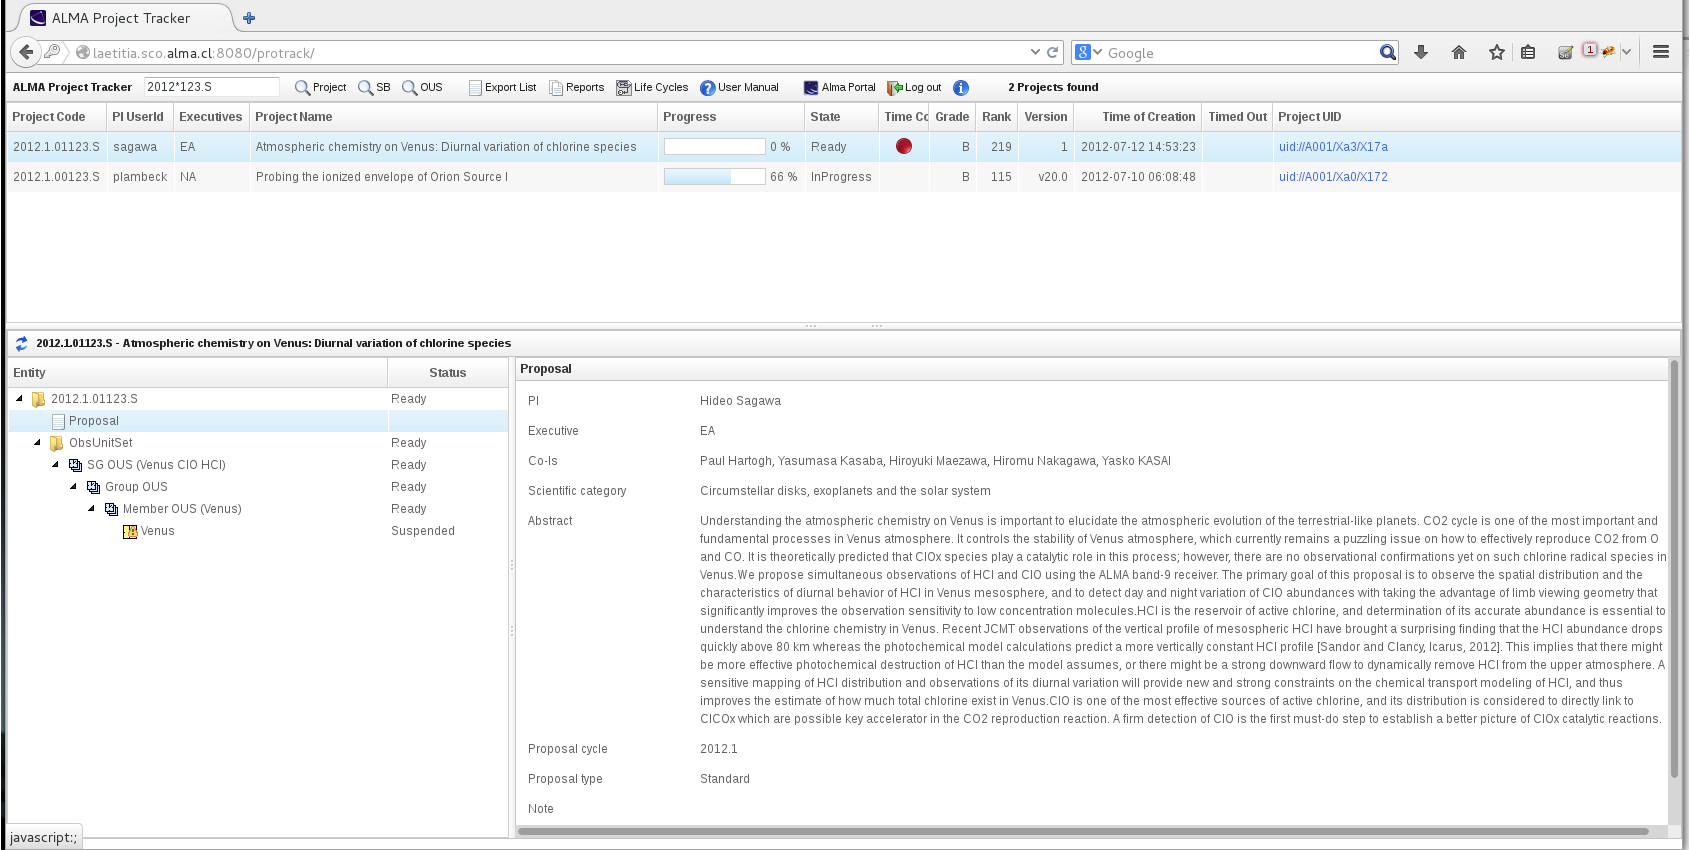 ALMA Project Tracker
laetitia.sco.alma.cl:8080/protrack/
8
Google
1
ALMA Project Tracker 2012*123.S Project SB OUS Export List Reports Life Cycles ? User Manual Alma Portal Log out i 2 Projects found
Project Code PI UserId Executives Project Name Progress State Time Co Grade Rank Version Time of Creation Timed Out Project UID
2012.1.01123.S sagawa EA Atmospheric chemistry on Venus: Diurnal variation of chlorine species 0 % Ready B 219 1 2012-07-12 14:53:23 uid://A001/Xa3/X17a
2012.1.00123.S plambeck NA Probing the ionized envelope of Orion Source I 66 % InProgress B 115 v20.0 2012-07-10 06:08:48 uid://A001/Xa0/X172
2012.1.01123.S - Atmospheric chemistry on Venus: Diurnal variation of chlorine species
Entity Status
2012.1.01123.S Ready
Proposal
ObsUnitSet Ready
SG OUS (Venus ClO HCl) Ready
Group OUS Ready
Member OUS (Venus) Ready
Venus Suspended
Proposal
PI Hideo Sagawa
Executive EA
Co-Is Paul Hartogh, Yasumasa Kasaba, Hiroyuki Maezawa, Hiromu Nakagawa, Yasko KASAI
Scientific category Circumstellar disks, exoplanets and the solar system
Abstract Understanding the atmospheric chemistry on Venus is important to elucidate the atmospheric evolution of the terrestrial-like planets. CO2 cycle is one of the most important and
fundamental processes in Venus atmosphere. It controls the stability of Venus atmosphere, which currently remains a puzzling issue on how to effectively reproduce CO2 from O
and CO. It is theoretically predicted that ClOx species play a catalytic role in this process; however, there are no observational confirmations yet on such chlorine radical species in
Venus.We propose simultaneous observations of HCl and ClO using the ALMA band-9 receiver. The primary goal of this proposal is to observe the spatial distribution and the
characteristics of diurnal behavior of HCl in Venus mesosphere, and to detect day and night variation of ClO abundances with taking the advantage of limb viewing geometry that
significantly improves the observation sensitivity to low concentration molecules.HCl is the reservoir of active chlorine, and determination of its accurate abundance is essential to
understand the chlorine chemistry in Venus. Recent JCMT observations of the vertical profile of mesospheric HCl have brought a surprising finding that the HCl abundance drops
quickly above 80 km whereas the photochemical model calculations predict a more vertically constant HCl profile [Sandor and Clancy, Icarus, 2012]. This implies that there might
be more effective photochemical destruction of HCl than the model assumes, or there might be a strong downward flow to dynamically remove HCl from the upper atmosphere. A
sensitive mapping of HCl distribution and observations of its diurnal variation will provide new and strong constraints on the chemical transport modeling of HCl, and thus
improves the estimate of how much total chlorine exist in Venus.ClO is one of the most effective sources of active chlorine, and its distribution is considered to directly link to
ClCOx which are possible key accelerator in the CO2 reproduction reaction. A firm detection of ClO is the first must-do step to establish a better picture of ClOx catalytic reactions.
Proposal cycle 2012.1
Proposal type Standard
Note
javascript:;